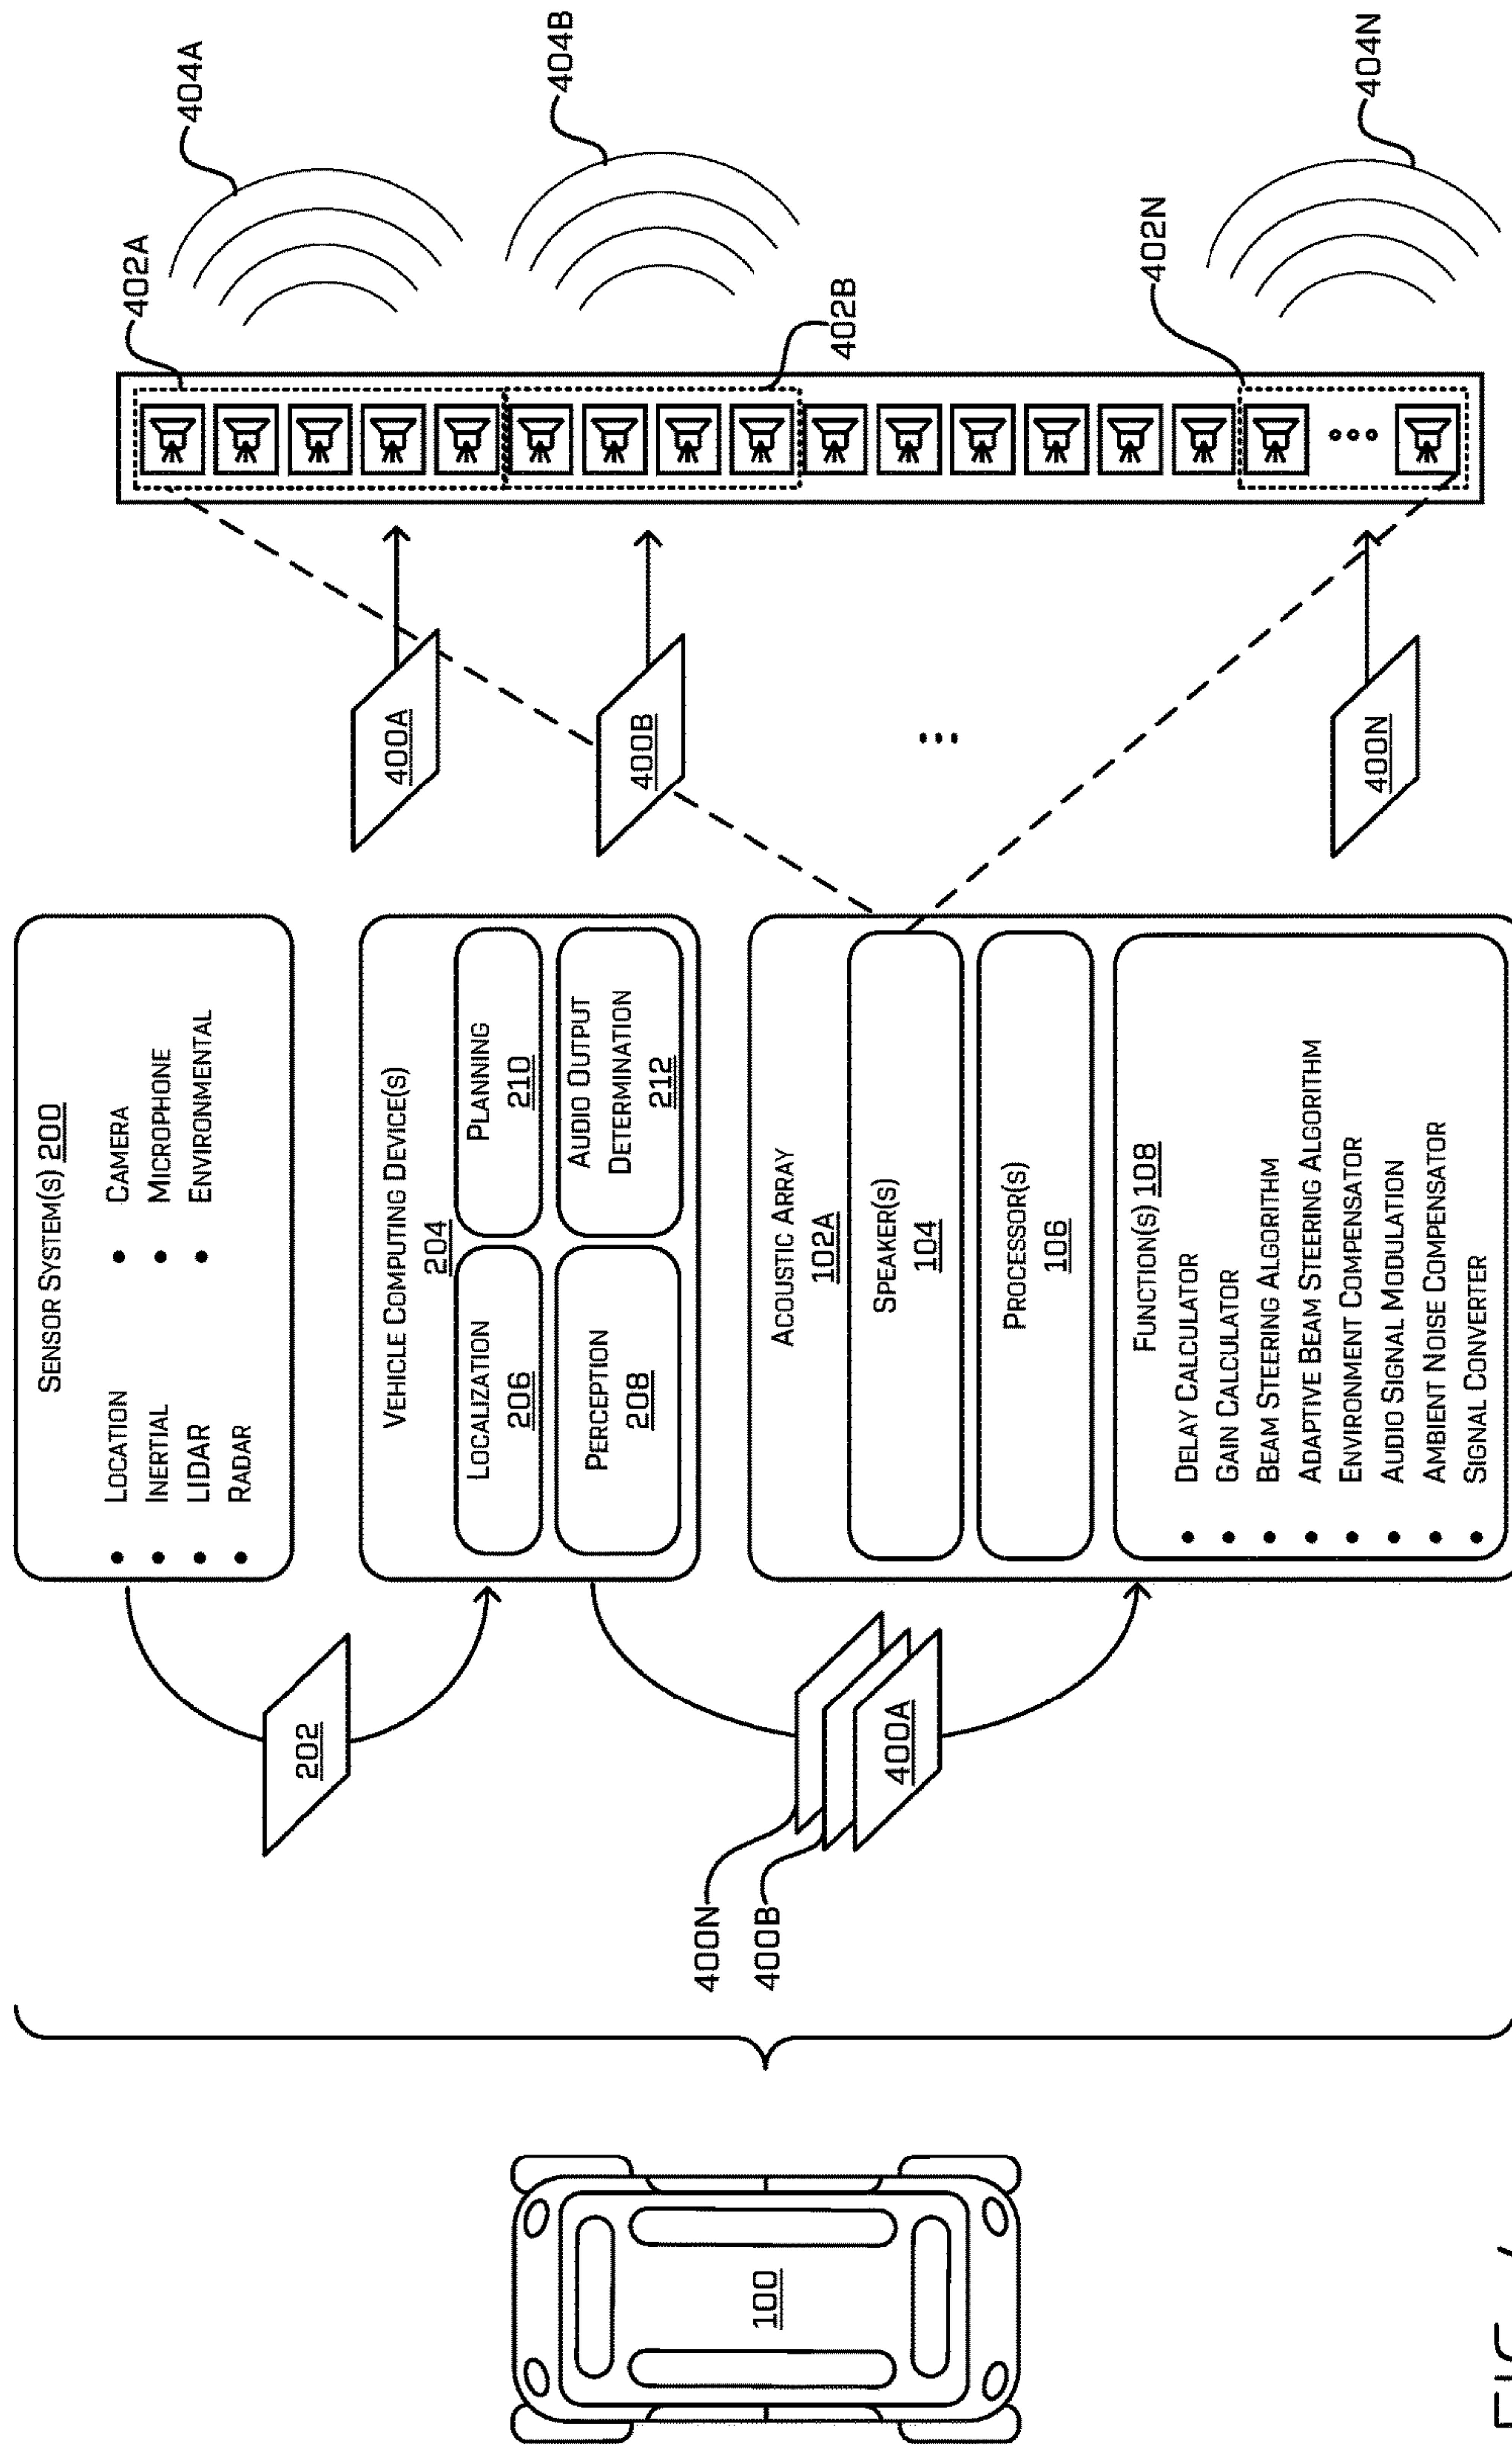 SENSOR SYSTEM(S) 200
• LOCATION
• INERTIAL
• LIDAR
• RADAR
• CAMERA
• MICROPHONE
• ENVIRONMENTAL
202
VEHICLE COMPUTING DEVICE(S)
204
LOCALIZATION
206
PLANNING
210
PERCEPTION
208
AUDIO OUTPUT
DETERMINATION
212
400N
400B
400A
ACOUSTIC ARRAY
102A
SPEAKER(S)
104
PROCESSOR(S)
106
FUNCTION(S) 108
• DELAY CALCULATOR
• GAIN CALCULATOR
• BEAM STEERING ALGORITHM
• ADAPTIVE BEAM STEERING ALGORITHM
• ENVIRONMENT COMPENSATOR
• AUDIO SIGNAL MODULATION
• AMBIENT NOISE COMPENSATOR
• SIGNAL CONVERTER
100
400A
400B
...
400N
402A
402B
402N
404A
404B
404N
FIG.